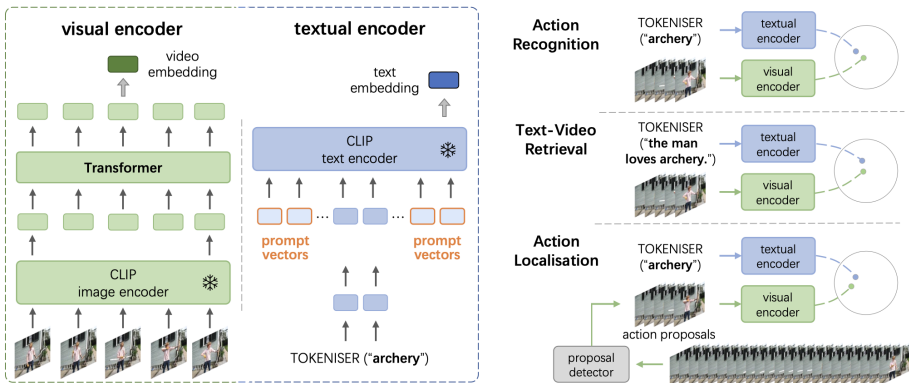 visual encoder
video
embedding
Transformer
CLIP
image encoder
textual encoder
text
embedding
CLIP
text encoder
... ...
prompt
vectors
prompt
vectors
TOKENISER (“archery”)
Action
Recognition
TOKENISER
(“archery”)
textual
encoder
visual
encoder
Text-Video
Retrieval
TOKENISER
(“the man
loves archery.”)
textual
encoder
visual
encoder
Action
Localisation
TOKENISER
(“archery”)
textual
encoder
visual
encoder
action proposals
proposal
detector